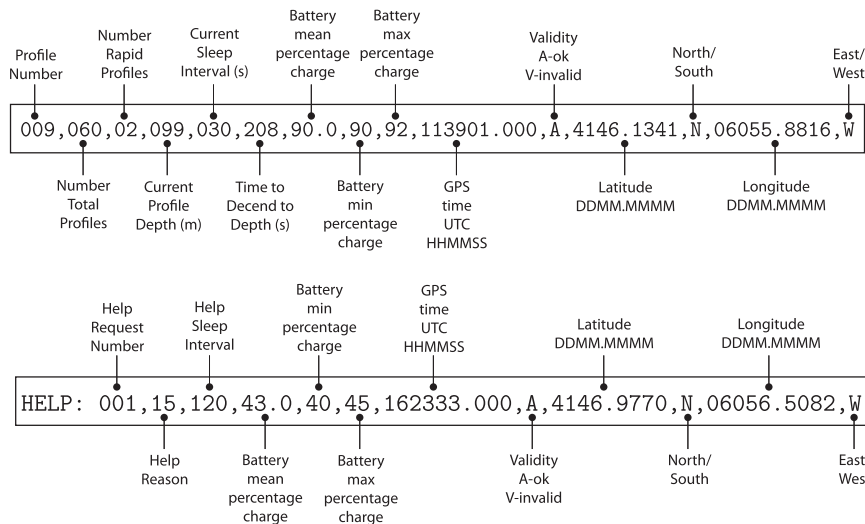 Profile
Number
Number
Rapid
Profiles
Current
Sleep
Interval (s)
Battery
mean
percentage
charge
Battery
max
percentage
charge
Validity
A-ok
V-invalid
North/
South
East/
West
009,060,02,099,030,208,90.0,90,92,113901.000,A,4146.1341,N,06055.8816,W
Number
Total
Profiles
Current
Profile
Depth (m)
Time to
Decend to
Depth (s)
Battery
min
percentage
charge
GPS
time
UTC
HHMMSS
Latitude
DDMM.MMMM
Longitude
DDMM.MMMM
Help
Request
Number
Help
Sleep
Interval
Battery
min
percentage
charge
GPS
time
UTC
HHMMSS
Latitude
DDMM.MMMM
Longitude
DDMM.MMMM
HELP: 001,15,120,43.0,40,45,162333.000,A,4146.9770,N,06056.5082,W
Help
Reason
Battery
mean
percentage
charge
Battery
max
percentage
charge
Validity
A-ok
V-invalid
North/
South
East
Wes